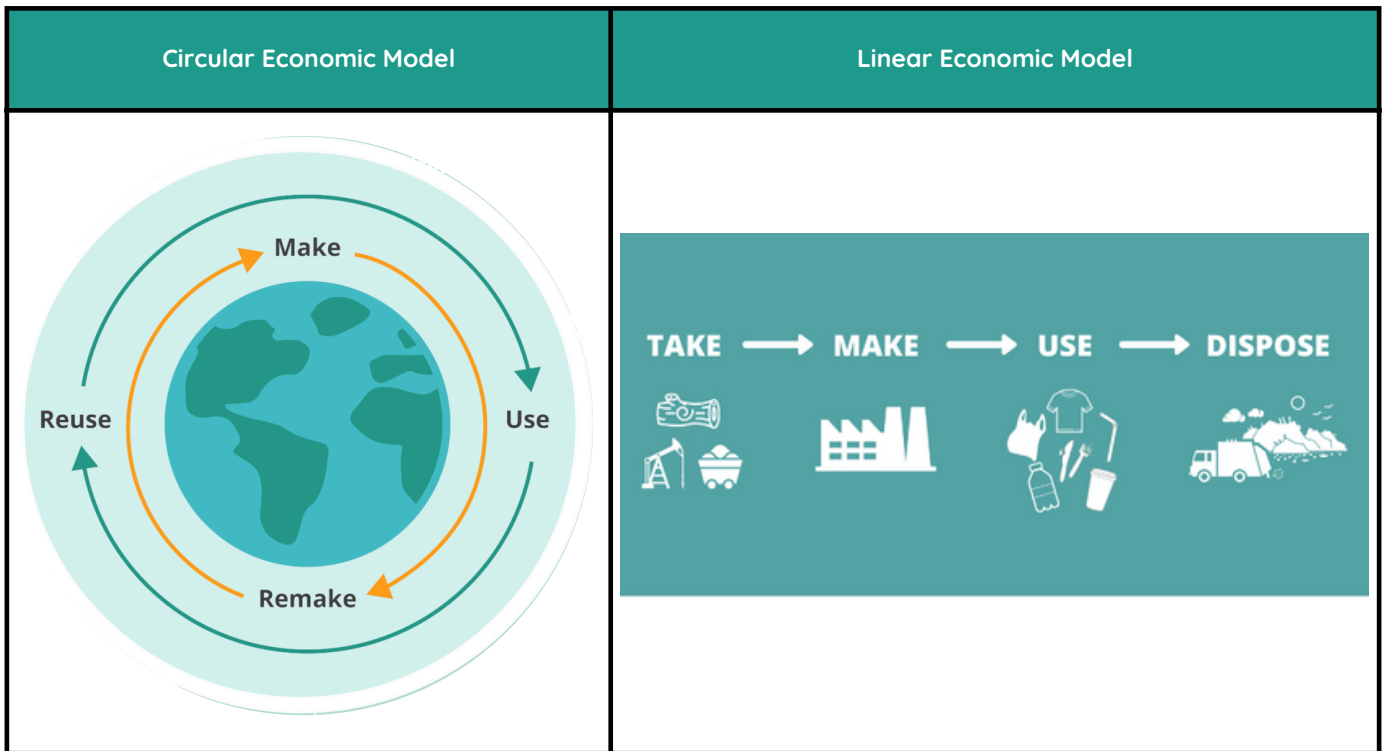 Circular Economic Model
Linear Economic Model
Make
Reuse
Use
Remake
TAKE
MAKE
USE
DISPOSE